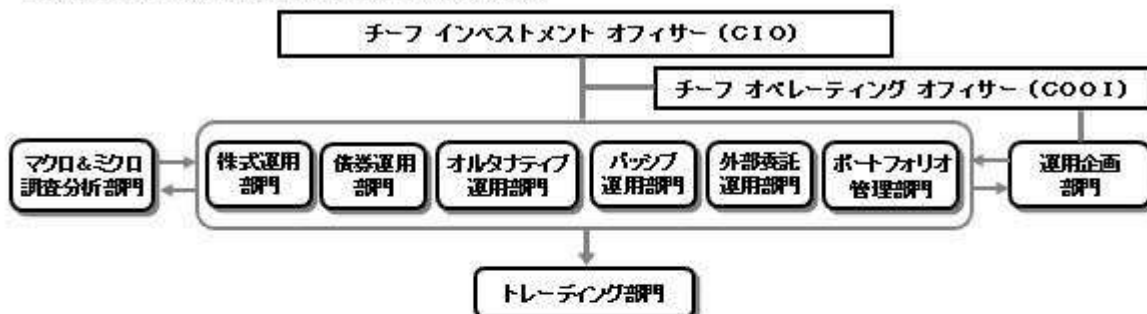 チーフ インベストメント オフィサー (CIO)
チーフ オペレーティング オフィサー (COOI)
マクロ&ミクロ
調査分析部門
株式運用
部門
債券運用
部門
オルタナティブ
運用部門
パッシブ
運用部門
外部委託
運用部門
ポートフォリオ
管理部門
運用企画
部門
トレーディング部門